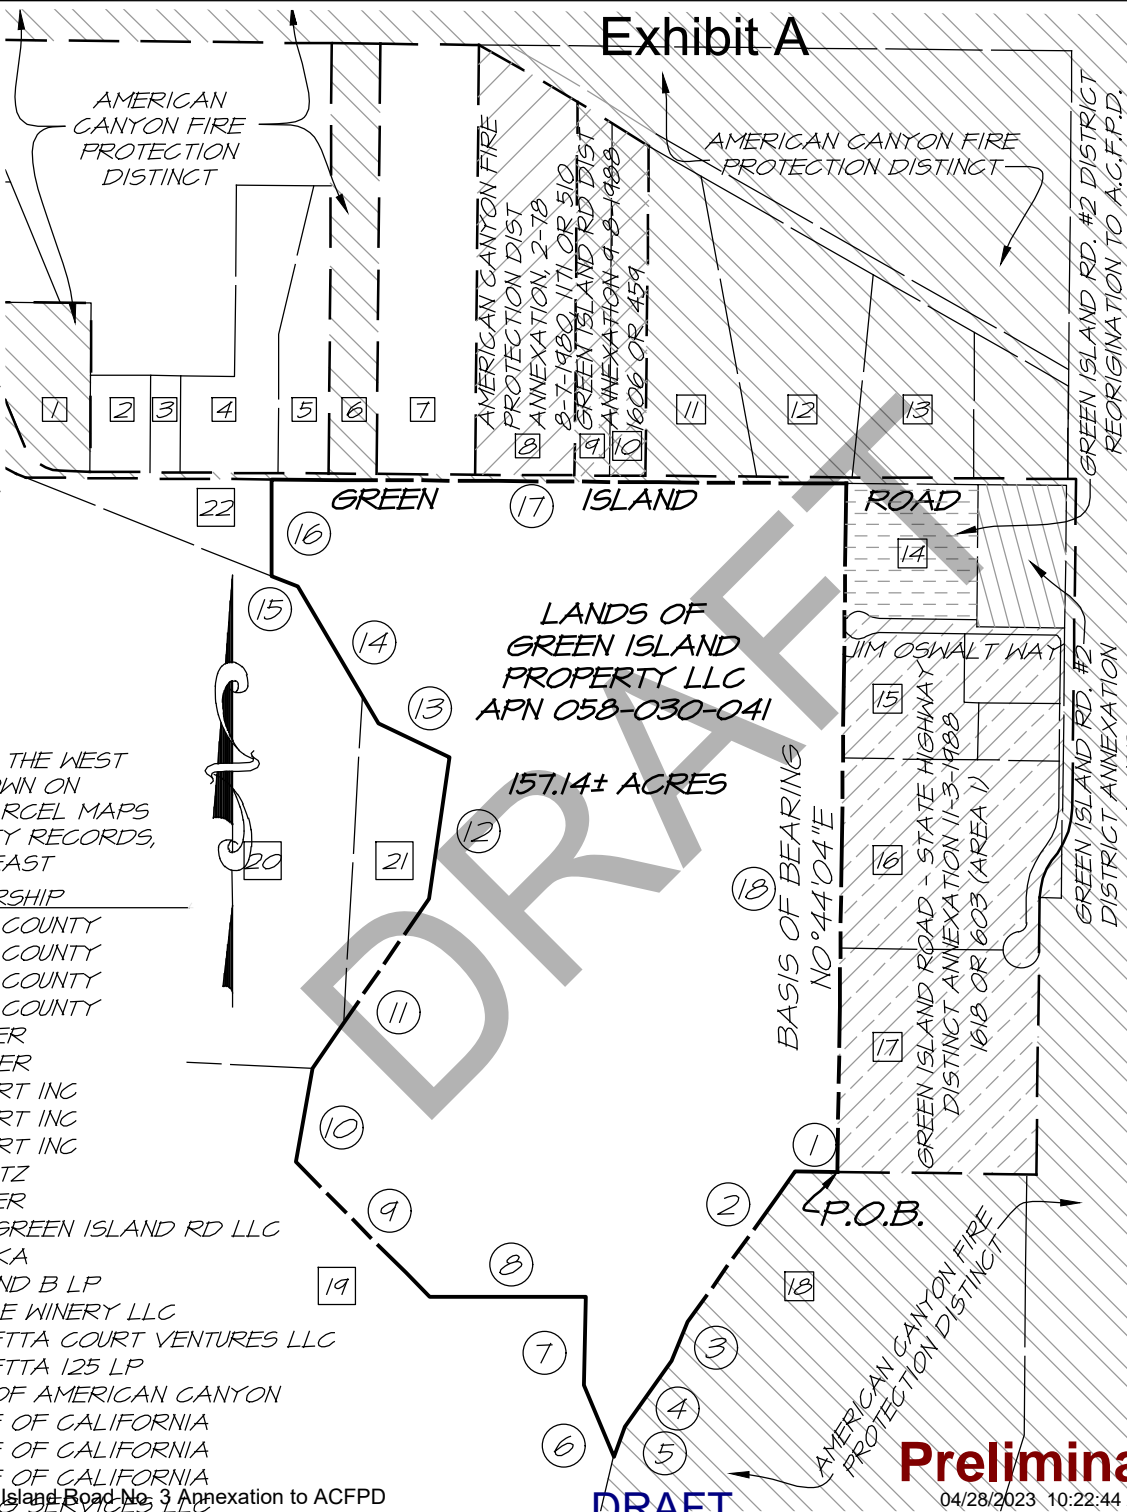 Exhibit A
AMERICAN
CANYON FIRE
PROTECTION
DISTINCT
AMERICAN CANYON FIRE
PROTECTION DISTINCT
GREEN ISLAND RD. #2 DISTRICT
REORIGINATION TO A.C.F.P.D.
AMERICAN CANYON FIRE
PROTECTION DIST
ANNEXATION, 2-78
8-7-1980, 1171 OR 510
GREEN ISLAND RD DIST
ANNEXATION 9-8-1988
1606 OR 459
1
2
3
4
5
6
7
8
9
10
11
12
13
22
GREEN
17
ISLAND
ROAD
16
14
15
14
13
LANDS OF
GREEN ISLAND
PROPERTY LLC
APN 058-030-041
157.14± ACRES
JIM OSWALT WAY
15
16
17
GREEN ISLAND ROAD - STATE HIGHWAY
DISTINCT ANNEXATION 11-3-1988
1618 OR 603 (AREA 1)
GREEN ISLAND RD. #2
DISTRICT ANNEXATION
BASIS OF BEARING
N0°44'04"E
12
18
20
21
11
10
9
8
7
6
5
4
3
2
1
P.O.B.
18
19
AMERICAN CANYON FIRE
PROTECTION DISTINCT
THE WEST
OWN ON
RCEL MAPS
TY RECORDS,
EAST
RSHIP
COUNTY
COUNTY
COUNTY
COUNTY
ER
ER
RT INC
RT INC
RT INC
TZ
ER
GREEN ISLAND RD LLC
KA
ND B LP
E WINERY LLC
ETTA COURT VENTURES LLC
ETTA 125 LP
OF AMERICAN CANYON
E OF CALIFORNIA
E OF CALIFORNIA
E OF CALIFORNIA
G SERVICES LLC
Island Road No. 3 Annexation to ACFPD
DRAFT
DRAFT
Prelimina
04/28/2023 10:22:44